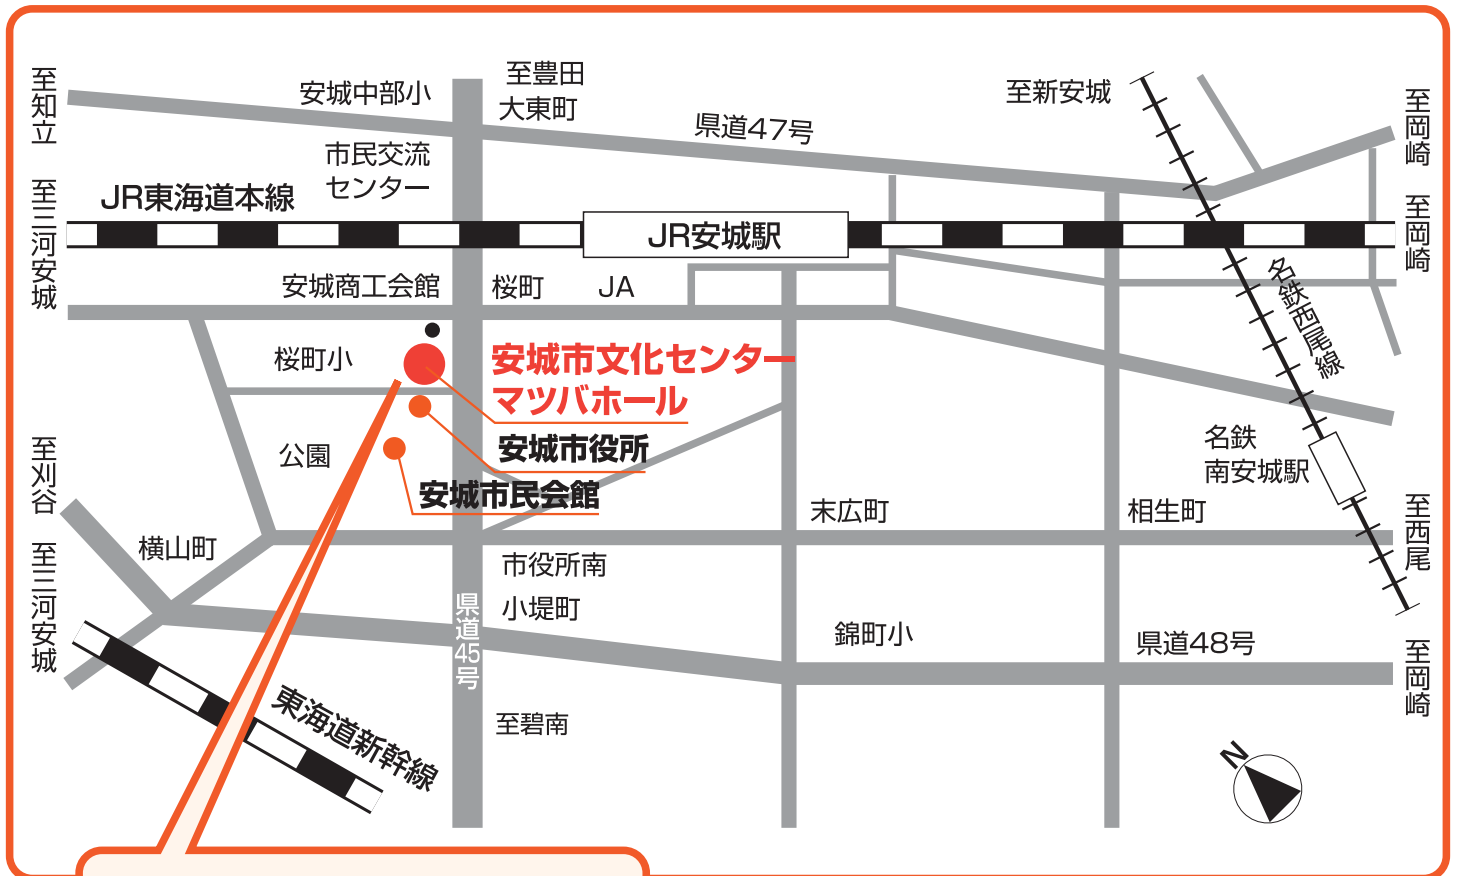 至知立
安城中部小
至豊田
大東町
県道47号
至新安城
至岡崎
市民交流
センター
JR東海道本線
至三河安城
JR安城駅
至岡崎
安城商工会館
桜町
JA
名鉄西尾線
桜町小
安城市文化センター
マツバホール
安城市役所
公園
安城市民会館
至刈谷
名鉄
南安城駅
末広町
相生町
至西尾
横山町
市役所南
至三河安城
小堤町
県道45号
錦町小
県道48号
至岡崎
東海道新幹線
至碧南
N